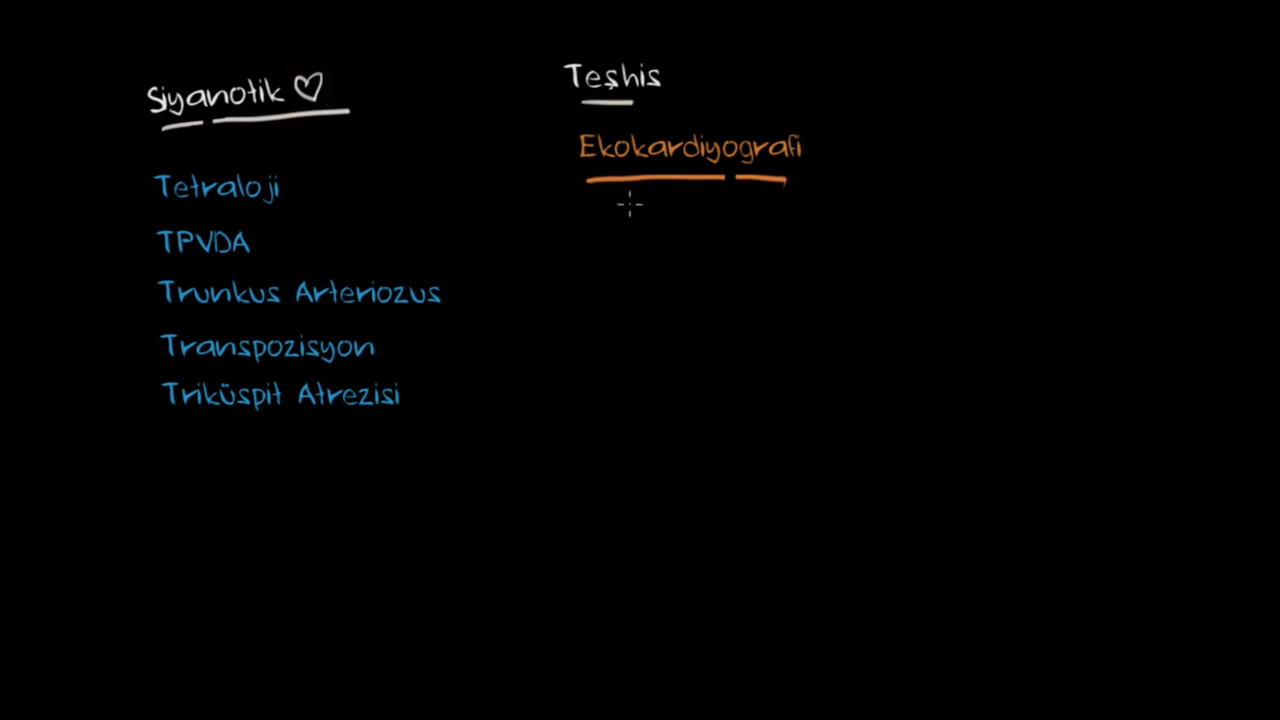 Siyanotik ♡
Tetraloji
TPVDA
Trunkus Arteriozus
Transpozisyon
Triküspit Atrezisi
Teşhis
Ekokardiyografi